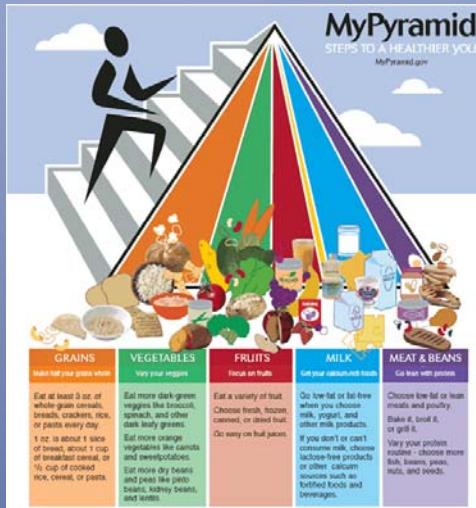 MyPyramid
STEPS TO A HEALTHIER YOU
MyPyramid.gov
GRAINS
Make half your grains whole
Eat at least 3 oz. of
whole-grain cereals,
breads, crackers, rice,
or pasta every day.
1 oz. is about 1 slice
of bread, about 1 cup
of breakfast cereal, or
½ cup of cooked
rice, cereal, or pasta.
VEGETABLES
Vary your veggies
Eat more dark-green
veggies like broccoli,
spinach, and other
dark leafy greens.
Eat more orange
vegetables like carrots
and sweetpotatoes.
Eat more dry beans
and peas like pinto
beans, kidney beans,
and lentils.
FRUITS
Focus on fruits
Eat a variety of fruit.
Choose fresh, frozen,
canned, or dried fruit.
Go easy on fruit juices.
MILK
Get your calcium-rich foods
Go low-fat or fat-free
when you choose
milk, yogurt, and
other milk products.
If you don't or can't
consume milk, choose
lactose-free products
or other calcium
sources such as
fortified foods and
beverages.
MEAT & BEANS
Go lean with protein
Choose low-fat or lean
meats and poultry.
Bake it, broil it,
or grill it.
Vary your protein
routine - choose more
fish, beans, peas,
nuts, and seeds.